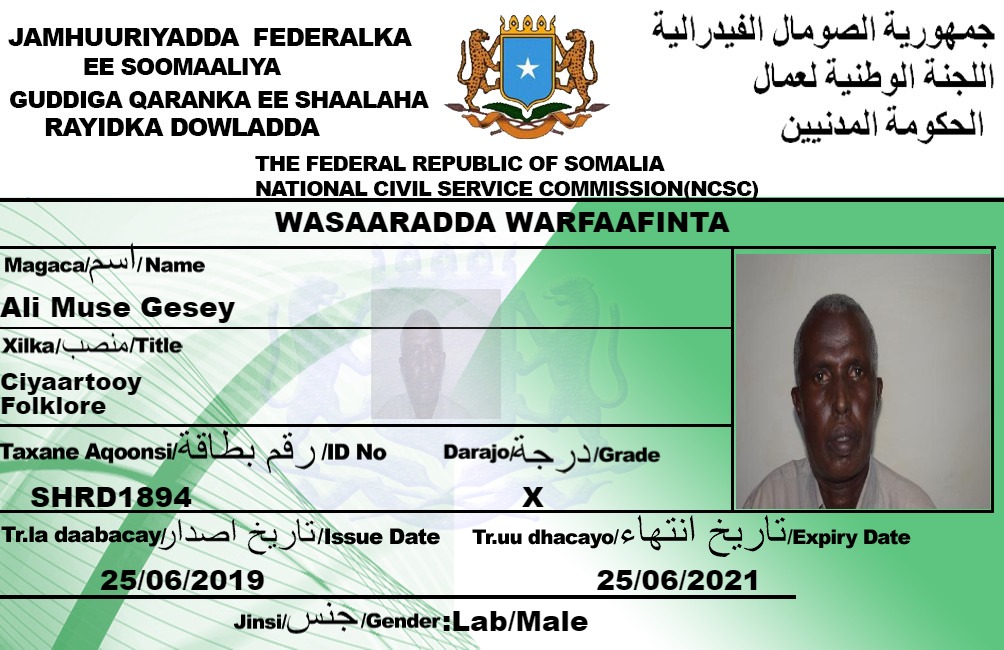 JAMHUURIYADDA FEDERALKA
EE SOOMAALIYA
GUDDIGA QARANKA EE SHAALAHA
RAYIDKA DOWLADDA
جمهورية الصومال الفيدرالية
اللجنة الوطنية لعمال
الحكومة المدنيين
THE FEDERAL REPUBLIC OF SOMALIA
NATIONAL CIVIL SERVICE COMMISSION(NCSC)
WASAARADDA WARFAAFINTA
Magaca/اسم/Name
Ali Muse Gesey
Xilka/منصب/Title
Ciyaartooy
Folklore
Taxane Aqoonsi/رقم بطاقة/ID No
Darajo/درجة/Grade
SHRD1894
X
Tr.la daabacay/تاريخ اصدار/Issue Date
Tr.uu dhacayo/تاريخ انتهاء/Expiry Date
25/06/2019
25/06/2021
Jinsi/جنس/Gender:Lab/Male